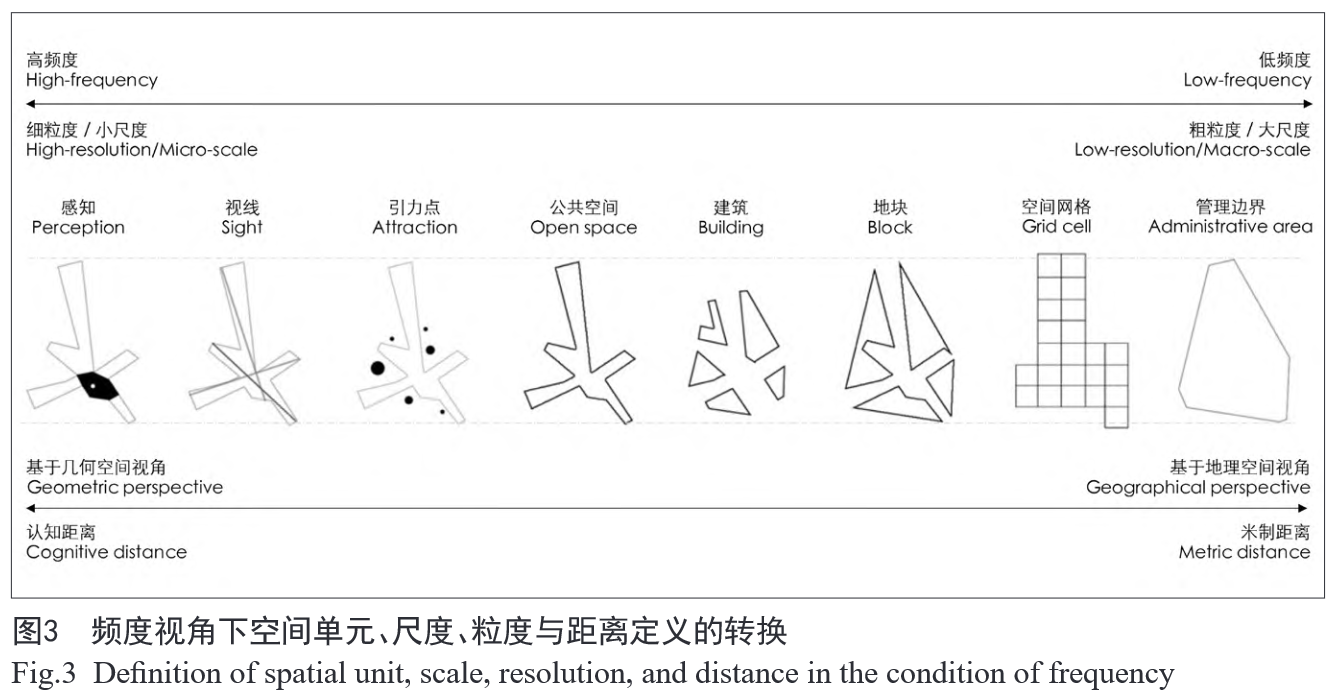 高频度
High-frequency
低频度
Low-frequency
细粒度 / 小尺度
High-resolution/Micro-scale
粗粒度 / 大尺度
Low-resolution/Macro-scale
感知
Perception
视线
Sight
引力点
Attraction
公共空间
Open space
建筑
Building
地块
Block
空间网格
Grid cell
管理边界
Administrative area
基于几何空间视角
Geometric perspective
基于地理空间视角
Geographical perspective
认知距离
Cognitive distance
米制距离
Metric distance
图3 频度视角下空间单元、尺度、粒度与距离定义的转换
Fig.3 Definition of spatial unit, scale, resolution, and distance in the condition of frequency